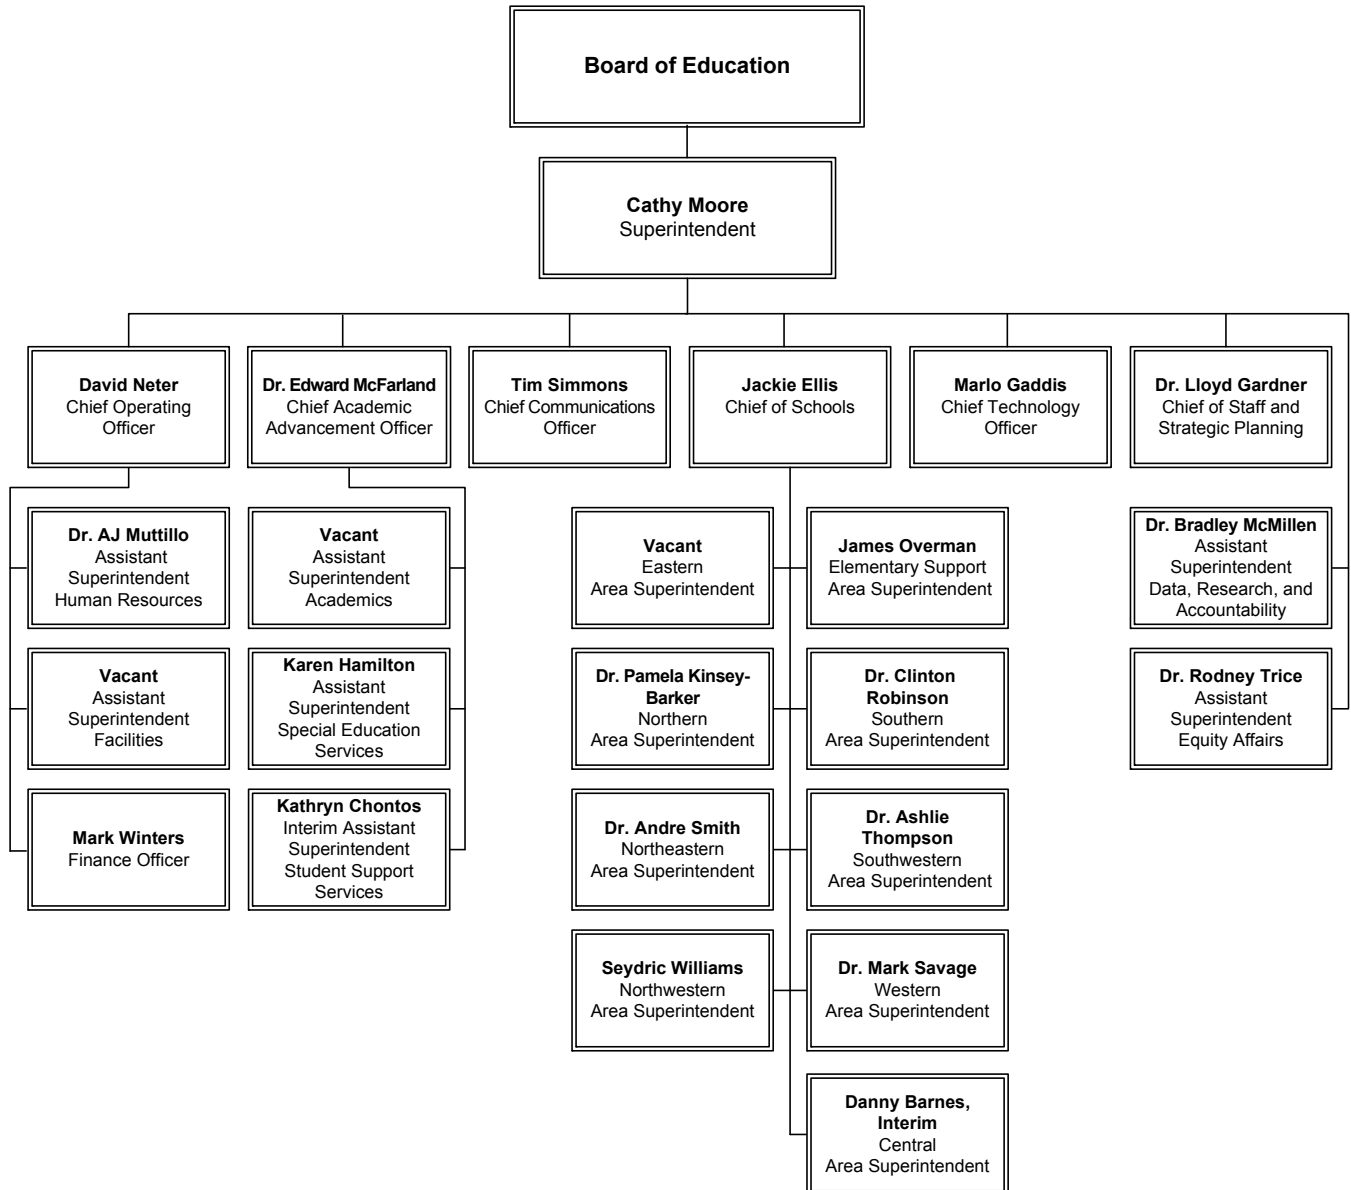 Board of Education
Cathy Moore
Superintendent
David Neter
Chief Operating
Officer
Dr. Edward McFarland
Chief Academic
Advancement Officer
Tim Simmons
Chief Communications
Officer
Jackie Ellis
Chief of Schools
Marlo Gaddis
Chief Technology
Officer
Dr. Lloyd Gardner
Chief of Staff and
Strategic Planning
Dr. AJ Muttillo
Assistant
Superintendent
Human Resources
Vacant
Assistant
Superintendent
Academics
Vacant
Eastern
Area Superintendent
James Overman
Elementary Support
Area Superintendent
Dr. Bradley McMillen
Assistant
Superintendent
Data, Research, and
Accountability
Vacant
Assistant
Superintendent
Facilities
Karen Hamilton
Assistant
Superintendent
Special Education
Services
Dr. Pamela Kinsey-
Barker
Northern
Area Superintendent
Dr. Clinton
Robinson
Southern
Area Superintendent
Dr. Rodney Trice
Assistant
Superintendent
Equity Affairs
Mark Winters
Finance Officer
Kathryn Chontos
Interim Assistant
Superintendent
Student Support
Services
Dr. Andre Smith
Northeastern
Area Superintendent
Dr. Ashlie
Thompson
Southwestern
Area Superintendent
Seydric Williams
Northwestern
Area Superintendent
Dr. Mark Savage
Western
Area Superintendent
Danny Barnes,
Interim
Central
Area Superintendent